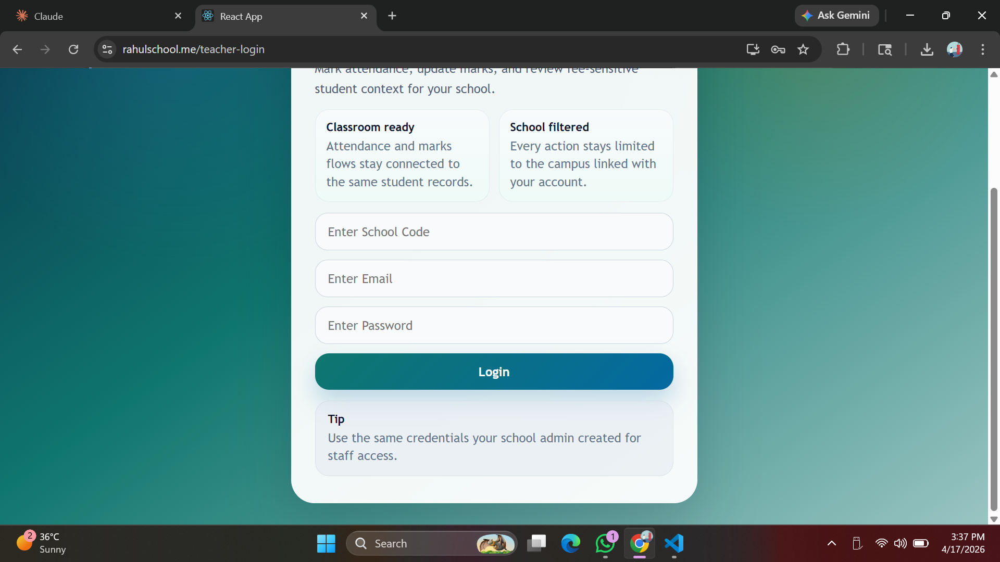 Claude
React App
Ask Gemini
rahulschool.me/teacher-login
Mark attendance, update marks, and review fee-sensitive
student context for your school.
Classroom ready
Attendance and marks
flows stay connected to
the same student records.
School filtered
Every action stays limited
to the campus linked with
your account.
Enter School Code
Enter Email
Enter Password
Login
Tip
Use the same credentials your school admin created for
staff access.
2
36°C
Sunny
Search
1
3:37 PM
4/17/2026